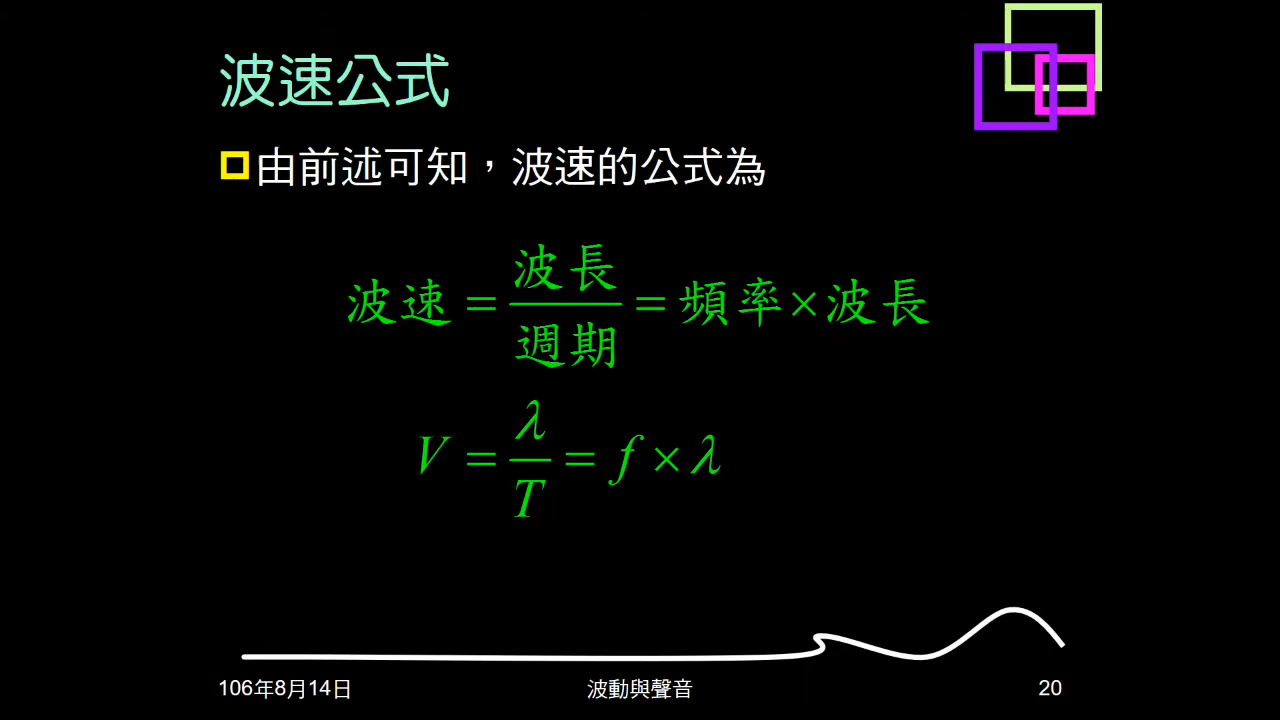 波速公式
由前述可知，波速的公式為
波速 = 波長/週期 = 頻率×波長
V = λ/T = f × λ
106年8月14日 波動與聲音 20